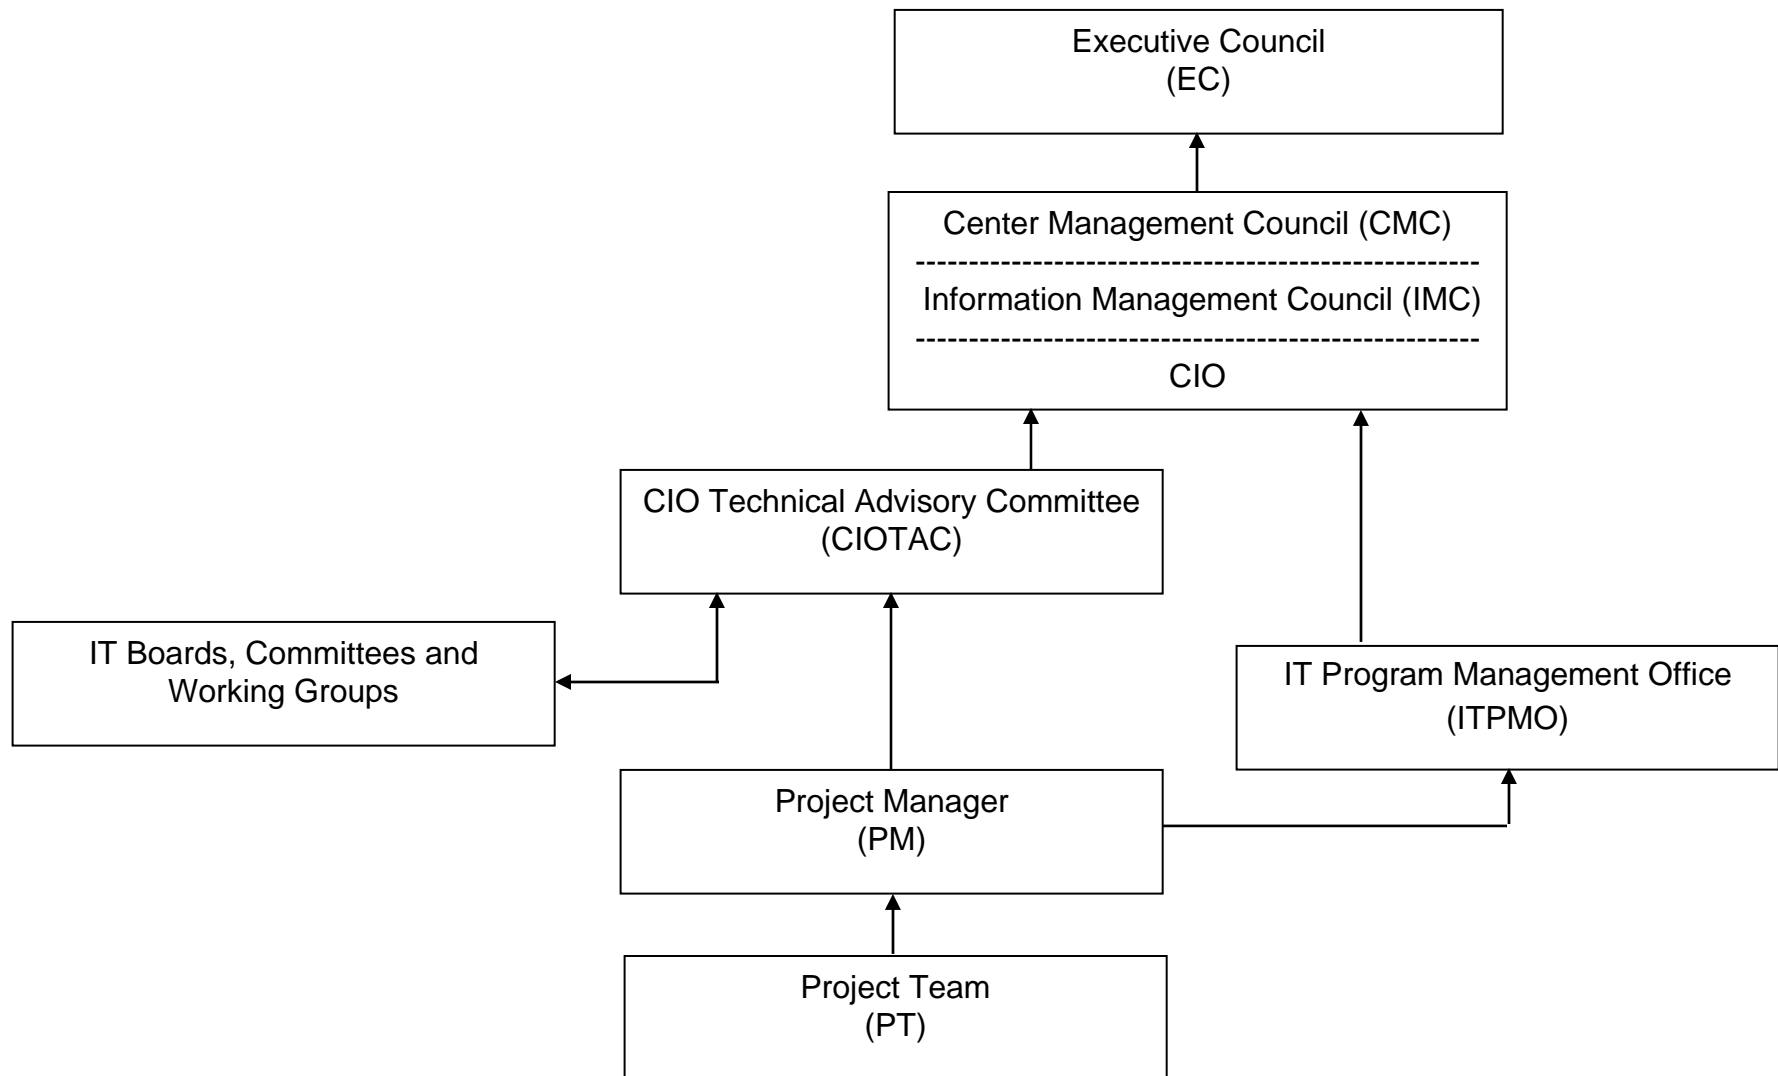 Executive Council
(EC)
Center Management Council (CMC)
Information Management Council (IMC)
CIO
CIO Technical Advisory Committee
(CIOTAC)
IT Boards, Committees and
Working Groups
IT Program Management Office
(ITPMO)
Project Manager
(PM)
Project Team
(PT)